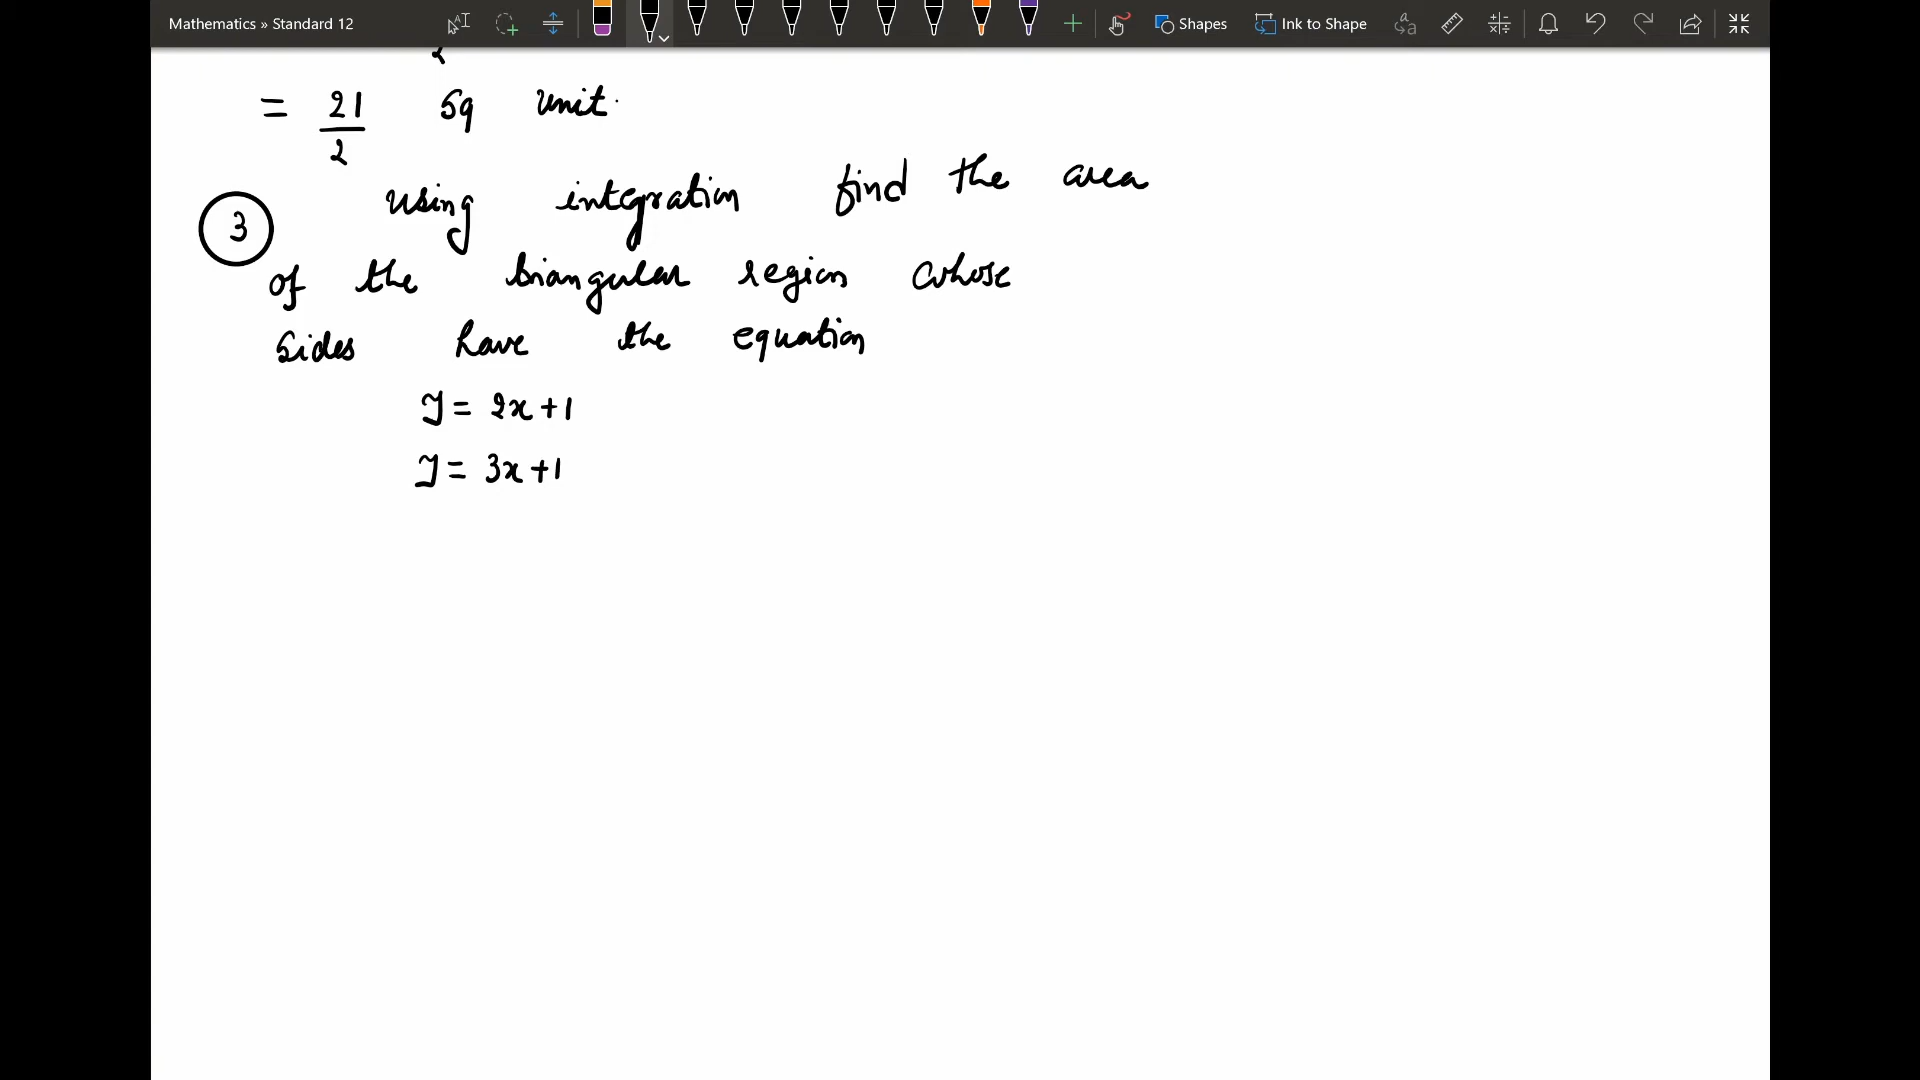 Mathematics » Standard 12
Shapes
Ink to Shape
2
= 21/2 sq unit.
3 using integration find the area
of the triangular region whose
sides have the equation
y = 2x+1
y = 3x+1